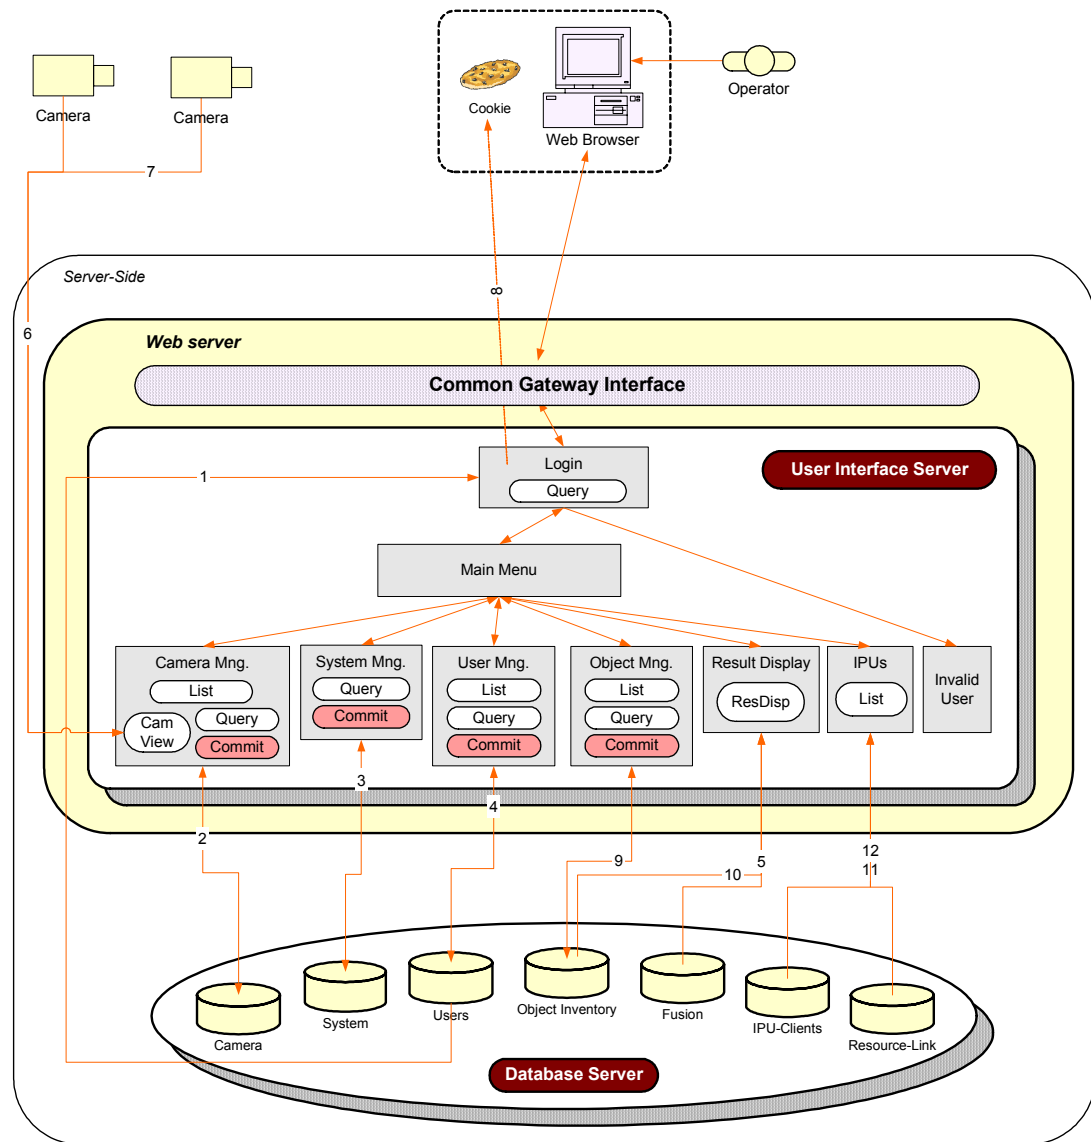 Camera
Camera
Cookie
Web Browser
Operator
7
Server-Side
8
6
Web server
Common Gateway Interface
1
Login
Query
User Interface Server
Main Menu
Camera Mng.
List
Cam
View
Query
Commit
System Mng.
Query
Commit
User Mng.
List
Query
Commit
Object Mng.
List
Query
Commit
Result Display
ResDisp
IPUs
List
Invalid
User
3
4
2
9
10
5
12
11
Camera
System
Users
Object Inventory
Fusion
IPU-Clients
Resource-Link
Database Server